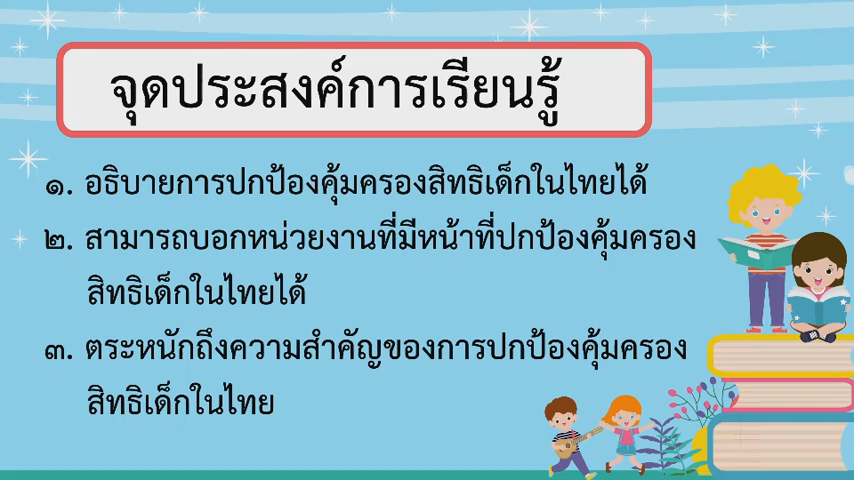 จุดประสงค์การเรียนรู้
๑. อธิบายการปกป้องคุ้มครองสิทธิเด็กในไทยได้
๒. สามารถบอกหน่วยงานที่มีหน้าที่ปกป้องคุ้มครอง
สิทธิเด็กในไทยได้
๓. ตระหนักถึงความสำคัญของการปกป้องคุ้มครอง
สิทธิเด็กในไทย